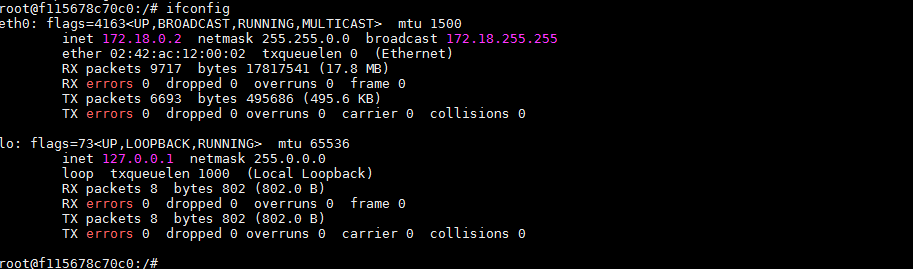 root@f115678c70c0:/# ifconfig
eth0: flags=4163<UP,BROADCAST,RUNNING,MULTICAST>  mtu 1500
        inet 172.18.0.2  netmask 255.255.0.0  broadcast 172.18.255.255
        ether 02:42:ac:12:00:02  txqueuelen 0  (Ethernet)
        RX packets 9717  bytes 17817541 (17.8 MB)
        RX errors 0  dropped 0  overruns 0  frame 0
        TX packets 6693  bytes 495686 (495.6 KB)
        TX errors 0  dropped 0 overruns 0  carrier 0  collisions 0
lo: flags=73<UP,LOOPBACK,RUNNING>  mtu 65536
        inet 127.0.0.1  netmask 255.0.0.0
        loop  txqueuelen 1000  (Local Loopback)
        RX packets 8  bytes 802 (802.0 B)
        RX errors 0  dropped 0  overruns 0  frame 0
        TX packets 8  bytes 802 (802.0 B)
        TX errors 0  dropped 0 overruns 0  carrier 0  collisions 0
root@f115678c70c0:/#